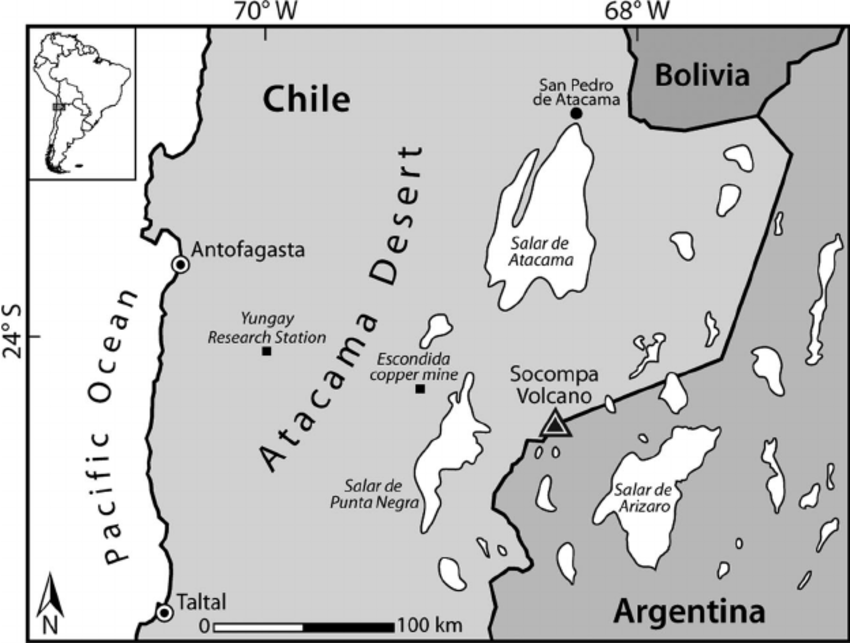 70° W
68° W
Chile
Bolivia
San Pedro
de Atacama
Atacama Desert
Salar de
Atacama
Antofagasta
Pacific Ocean
24° S
Yungay
Research Station
Escondida
copper mine
Socompa
Volcano
Salar de
Punta Negra
Salar de
Arizaro
Taltal
N
0
100 km
Argentina